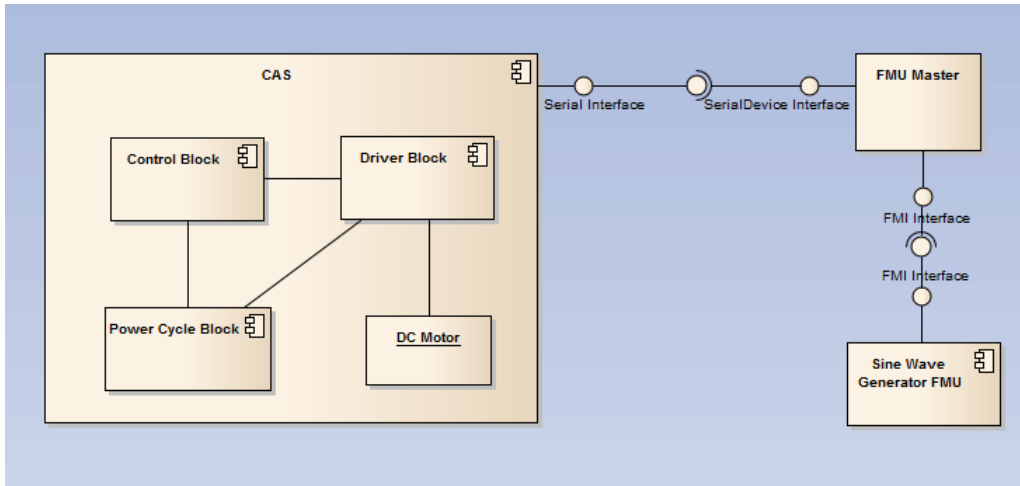 CAS
FMU Master
Serial Interface
SerialDevice Interface
Control Block
Driver Block
FMI Interface
FMI Interface
Power Cycle Block
DC Motor
Sine Wave
Generator FMU